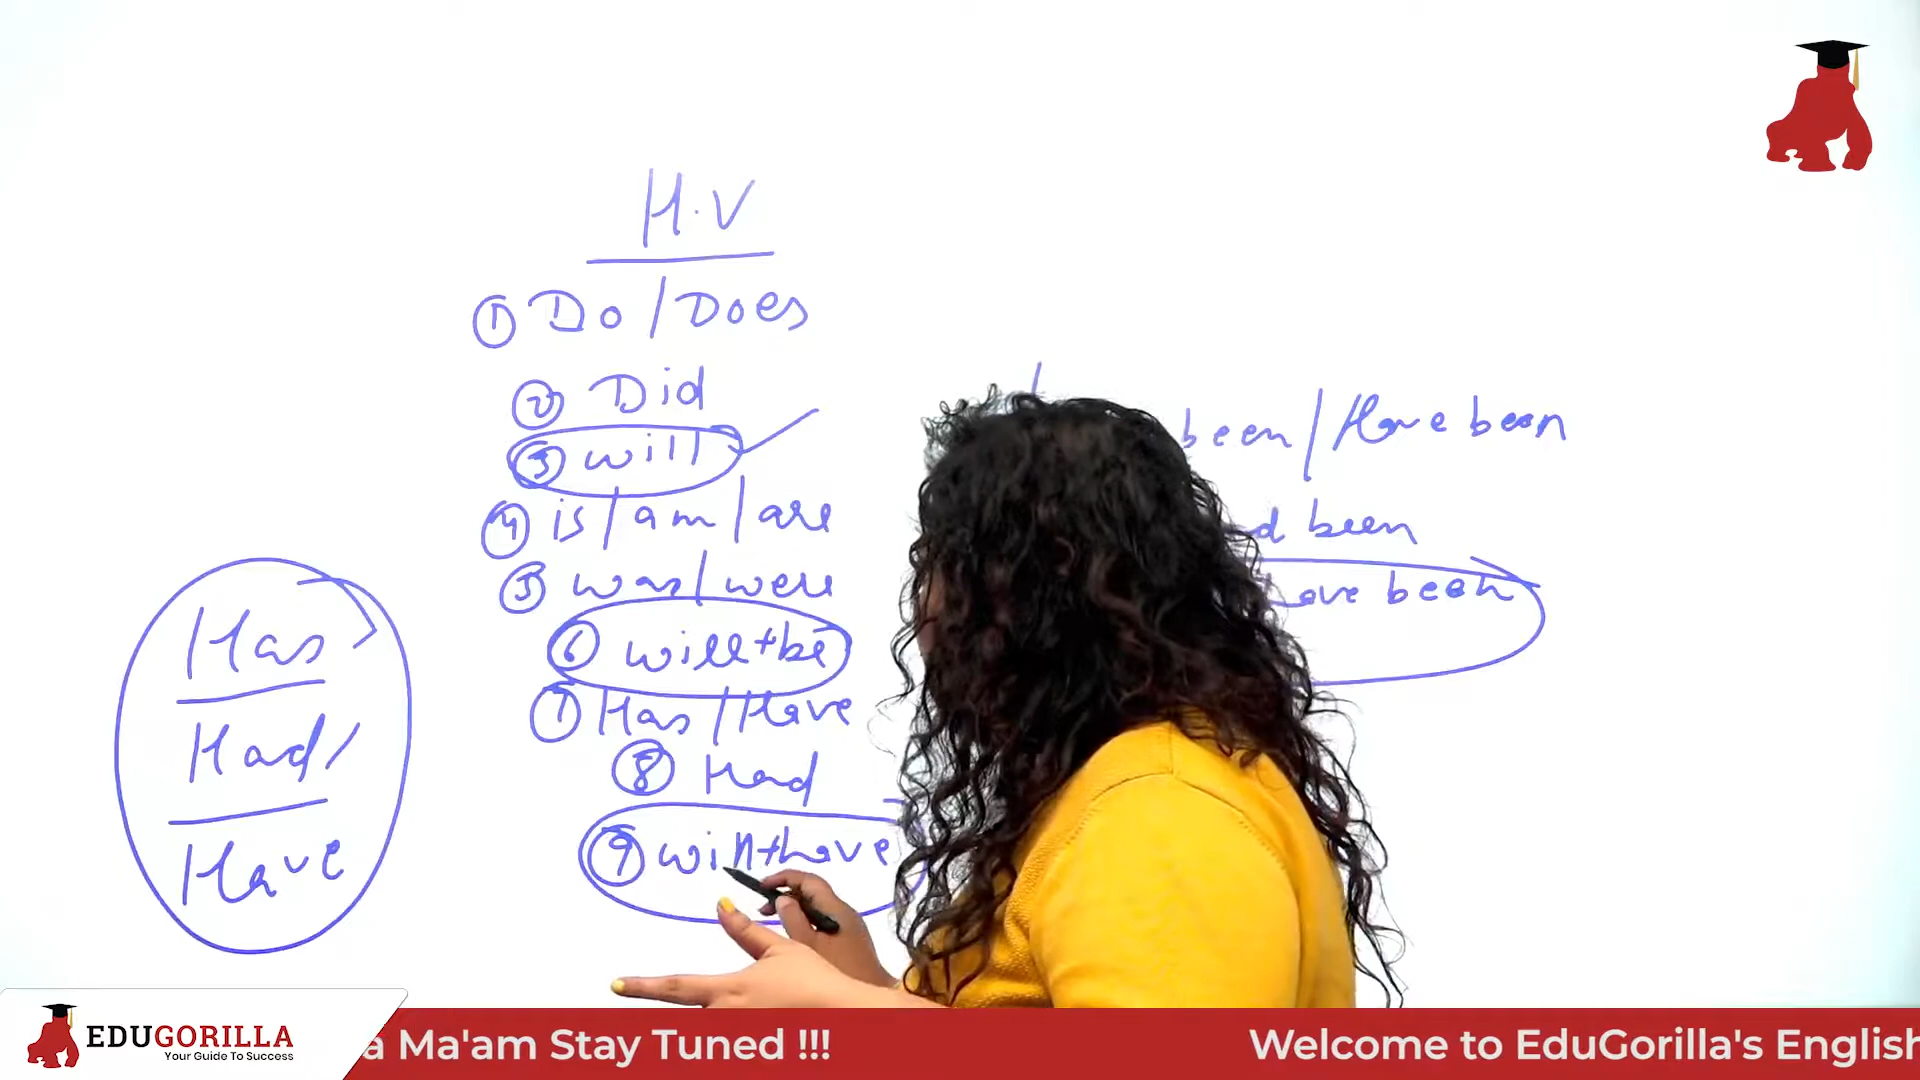 H.V
① Do/Does
② Did
③ will
④ is/am/are
⑤ was/were
⑥ will+be
⑦ Has/Have
⑧ Had
⑨ will+have
Has
Had/
Have
been/Have been
been
have been
EDUGORILLA
Your Guide To Success
a Ma'am Stay Tuned !!!
Welcome to EduGorilla's English